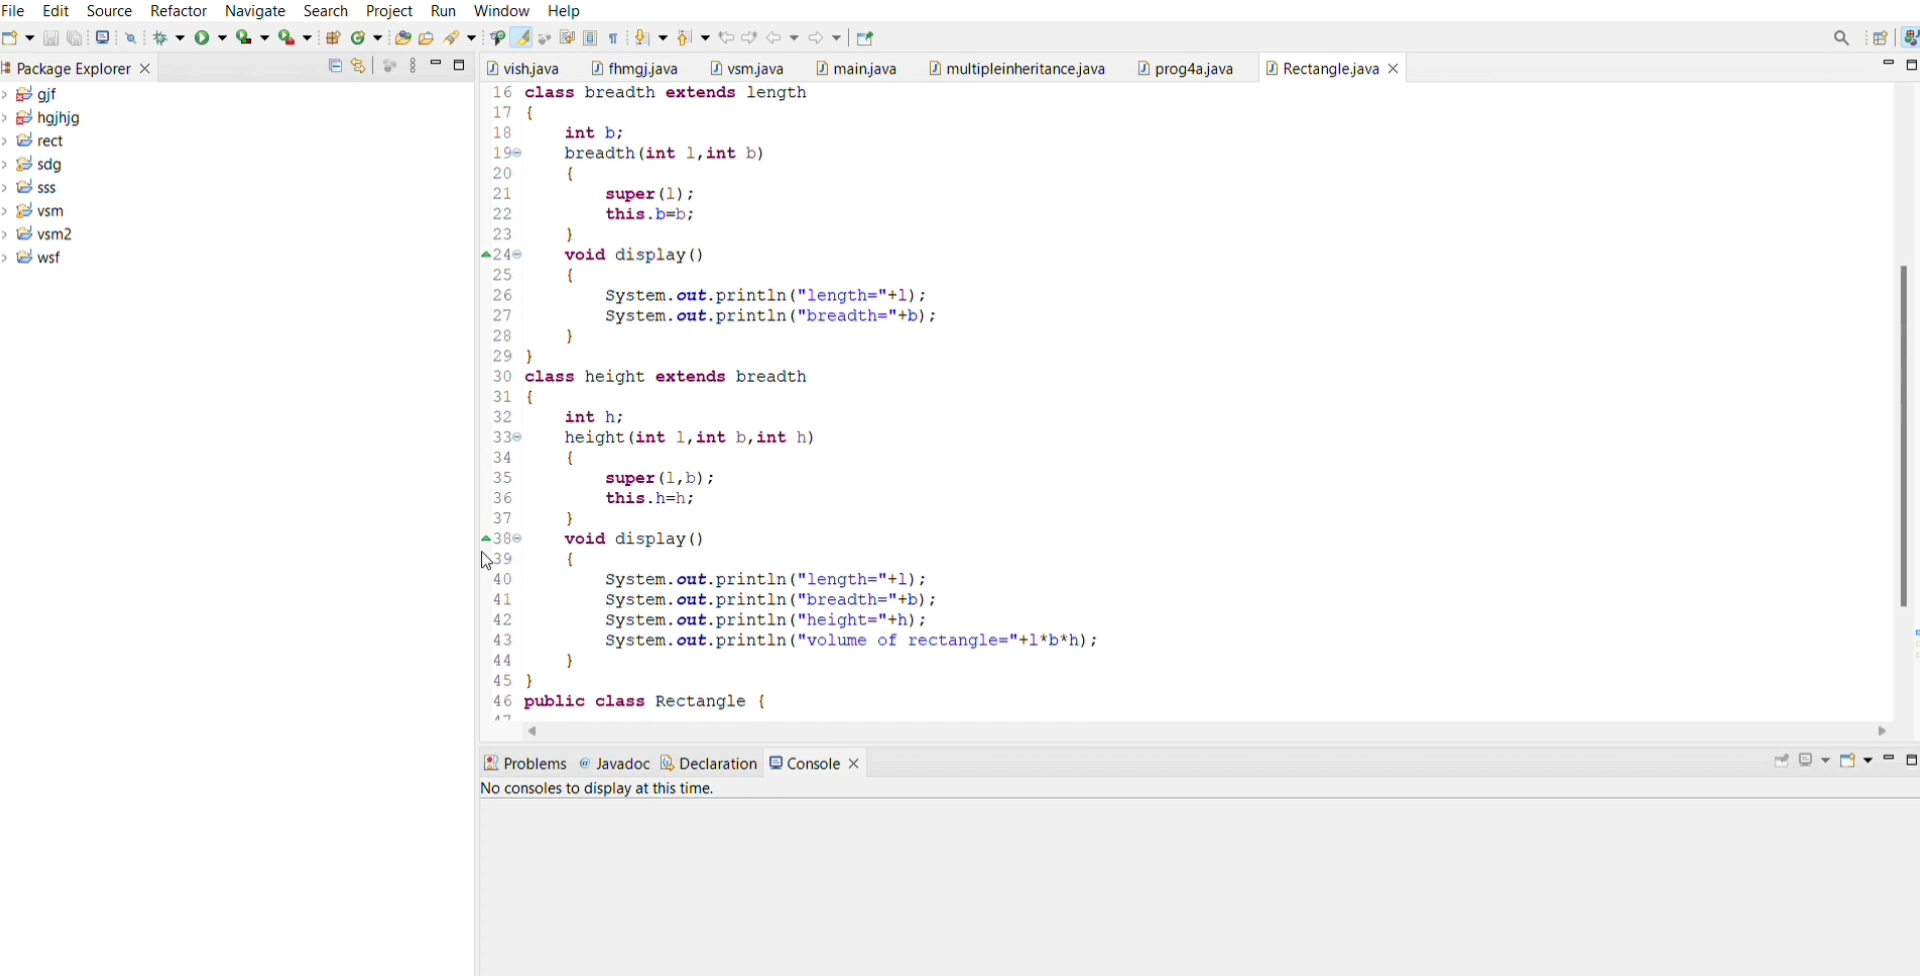 File Edit Source Refactor Navigate Search Project Run Window Help
Package Explorer
gjf
hgjhjg
rect
sdg
sss
vsm
vsm2
wsf
vish.java fhmgj.java vsm.java main.java multipleinheritance.java prog4a.java Rectangle.java
16 class breadth extends length
17 {
18 int b;
19 breadth(int l,int b)
20 {
21 super(l);
22 this.b=b;
23 }
24 void display()
25 {
26 System.out.println("length="+l);
27 System.out.println("breadth="+b);
28 }
29 }
30 class height extends breadth
31 {
32 int h;
33 height(int l,int b,int h)
34 {
35 super(l,b);
36 this.h=h;
37 }
38 void display()
39 {
40 System.out.println("length="+l);
41 System.out.println("breadth="+b);
42 System.out.println("height="+h);
43 System.out.println("volume of rectangle="+l*b*h);
44 }
45 }
46 public class Rectangle {
47
Problems Javadoc Declaration Console
No consoles to display at this time.